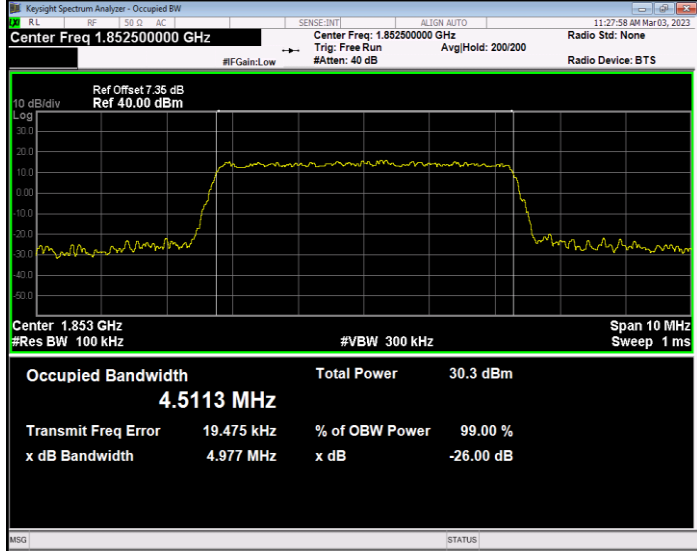 Keysight Spectrum Analyzer - Occupied BW
RL RF 50 Ω AC SENSE:INT ALIGN AUTO 11:27:58 AM Mar 03, 2023
Center Freq 1.852500000 GHz Center Freq: 1.852500000 GHz Radio Std: None
Trig: Free Run Avg|Hold: 200/200
#IFGain:Low #Atten: 40 dB Radio Device: BTS
Ref Offset 7.35 dB
10 dB/div Ref 40.00 dBm
Log
30.0
20.0
10.0
0.00
-10.0
-20.0
-30.0
-40.0
-50.0
Center 1.853 GHz Span 10 MHz
#Res BW 100 kHz #VBW 300 kHz Sweep 1 ms
Occupied Bandwidth Total Power 30.3 dBm
4.5113 MHz
Transmit Freq Error 19.475 kHz % of OBW Power 99.00 %
x dB Bandwidth 4.977 MHz x dB -26.00 dB
MSG STATUS